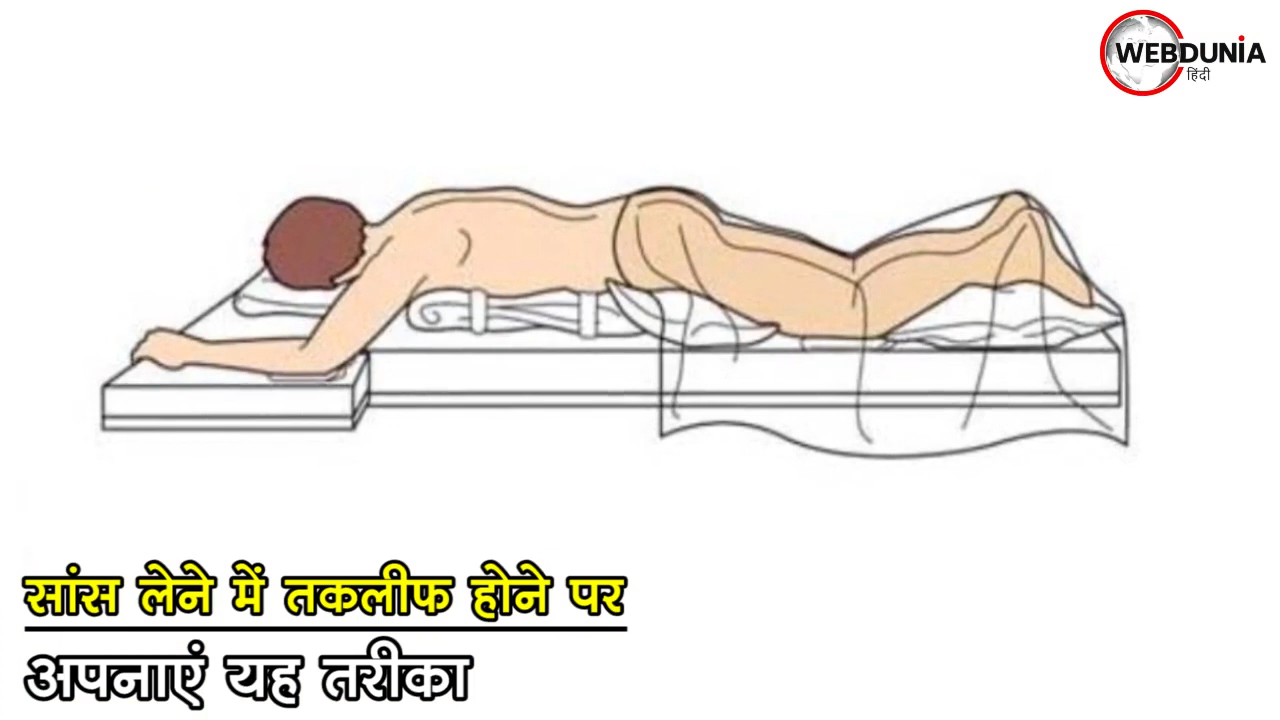 WEBDUNIA
हिंदी
सांस लेने में तकलीफ होने पर
अपनाएं यह तरीका